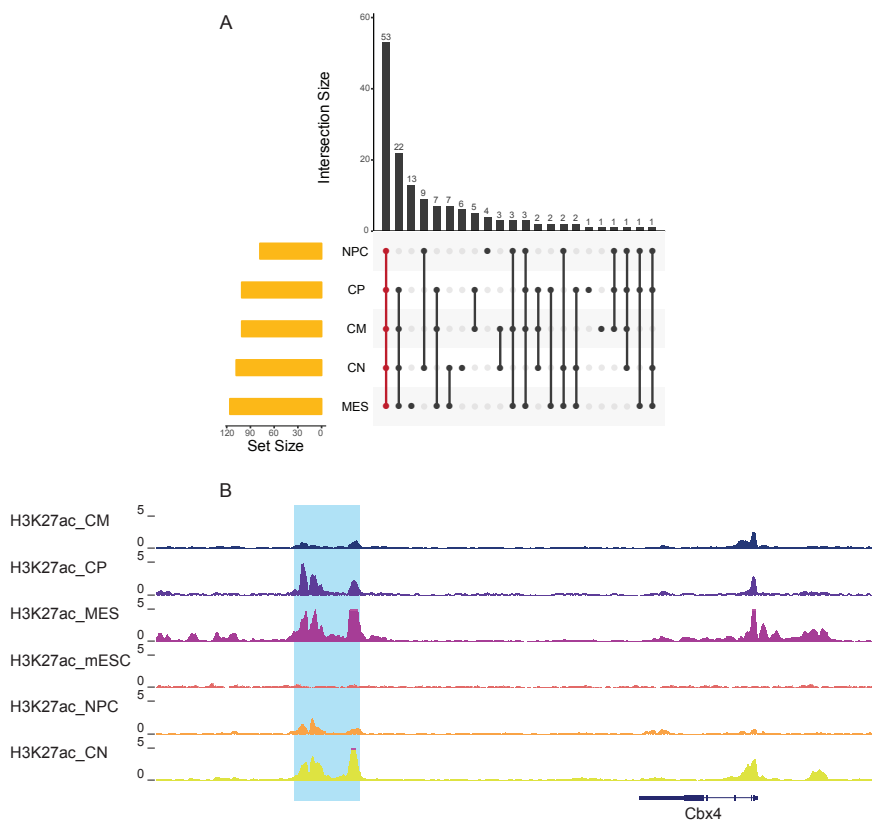 A
60
53
40
22
20
13
9
7
7
6
5
4
3
3
3
2
2
2
2
1
1
1
1
1
1
0
Intersection Size
NPC
CP
CM
CN
MES
120 90 60 30 0
Set Size
B
H3K27ac_CM
5
0
H3K27ac_CP
5
0
H3K27ac_MES
5
0
H3K27ac_mESC
5
0
H3K27ac_NPC
5
0
H3K27ac_CN
5
0
Cbx4